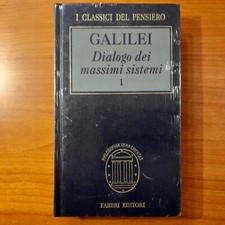 I CLASSICI DEL PENSIERO
GALILEI
Dialogo dei
massimi sistemi
1
FABBRI EDITORI